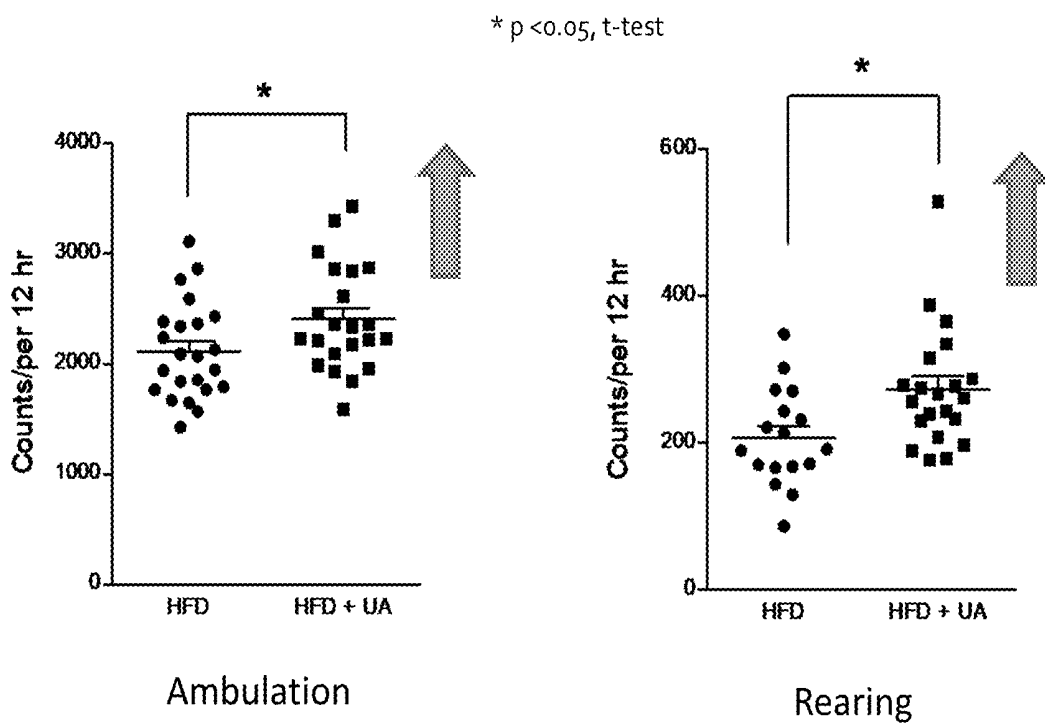 * p <0.05, t-test
*
4000
3000
2000
1000
0
Counts/per 12 hr
HFD
HFD + UA
Ambulation
*
600
400
200
0
Counts/per 12 hr
HFD
HFD + UA
Rearing